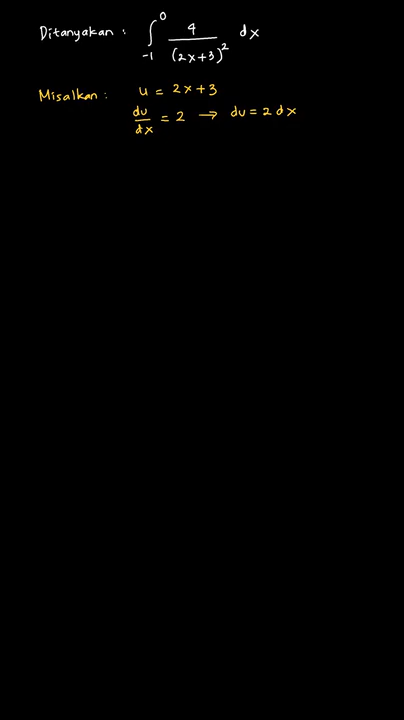 Ditanyakan : ∫_{-1}^{0} 4/(2x+3)² dx
Misalkan : u = 2x+3
du/dx = 2 → du = 2 dx